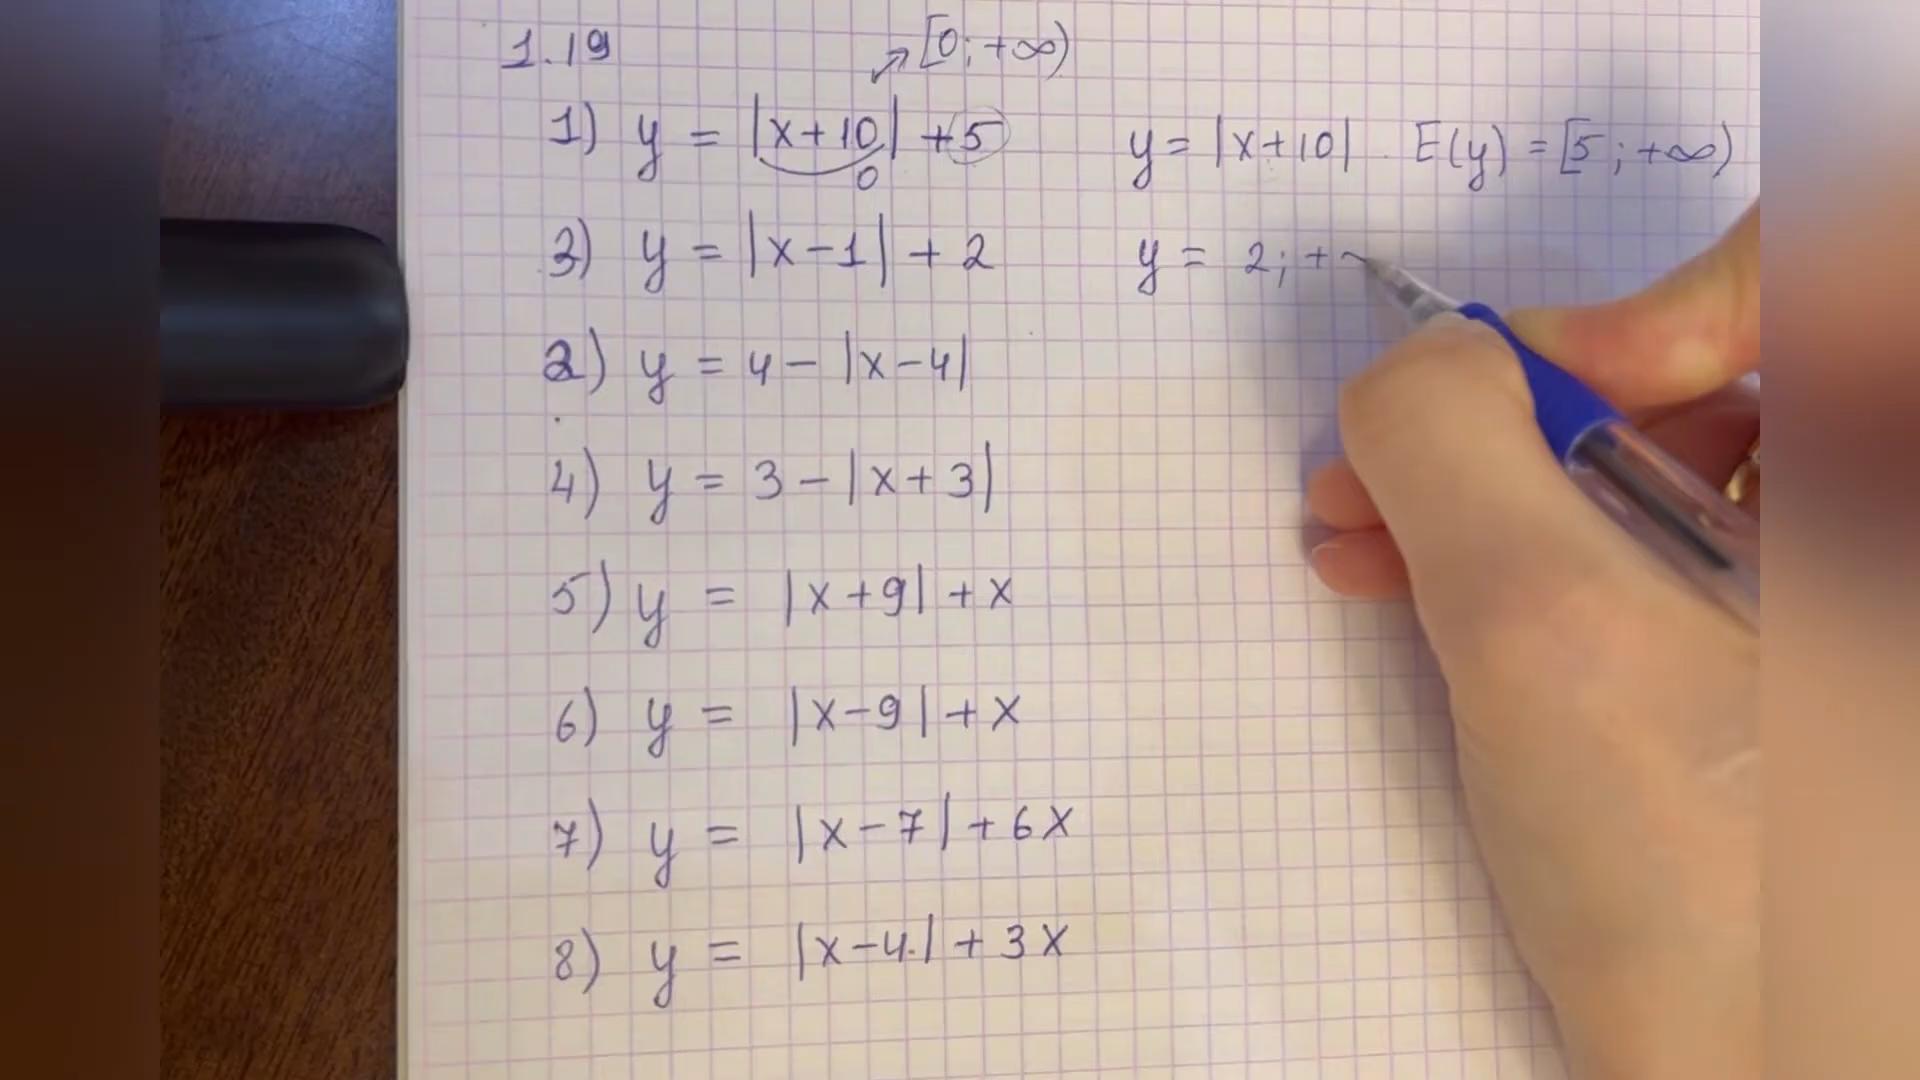 1.19
[0; +∞)
1) y = |x+10| +5 y = |x+10| E(y) = [5; +∞)
0
3) y = |x-1| + 2 y = 2; +
2) y = 4 - |x-4|
4) y = 3 - |x+3|
5) y = |x+9| + x
6) y = |x-9| + x
7) y = |x-7| + 6x
8) y = |x-4.| + 3x